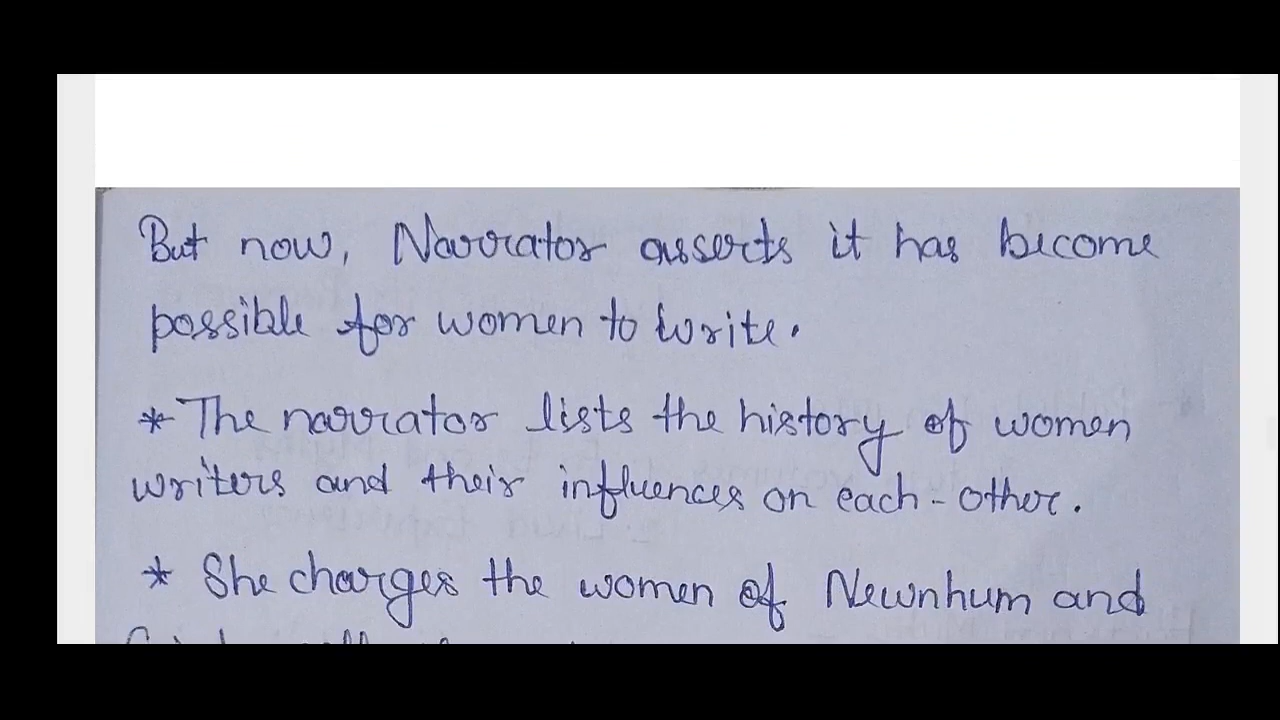 But now, Narrator asserts it has become
possible for women to write.
* The narrator lists the history of women
writers and their influences on each-other.
* She charges the women of Newnhum and